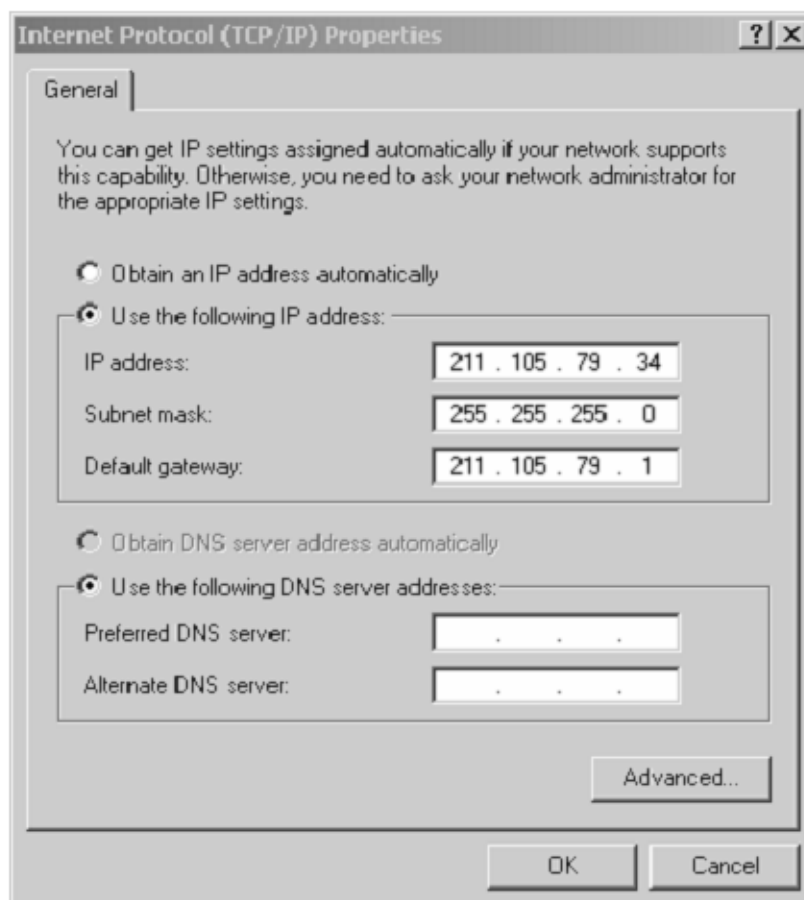 Internet Protocol (TCP/IP) Properties
General
You can get IP settings assigned automatically if your network supports
this capability. Otherwise, you need to ask your network administrator for
the appropriate IP settings.
Obtain an IP address automatically
Use the following IP address:
IP address: 211 . 105 . 79 . 34
Subnet mask: 255 . 255 . 255 . 0
Default gateway: 211 . 105 . 79 . 1
Obtain DNS server address automatically
Use the following DNS server addresses:
Preferred DNS server: . . .
Alternate DNS server: . . .
Advanced...
OK Cancel